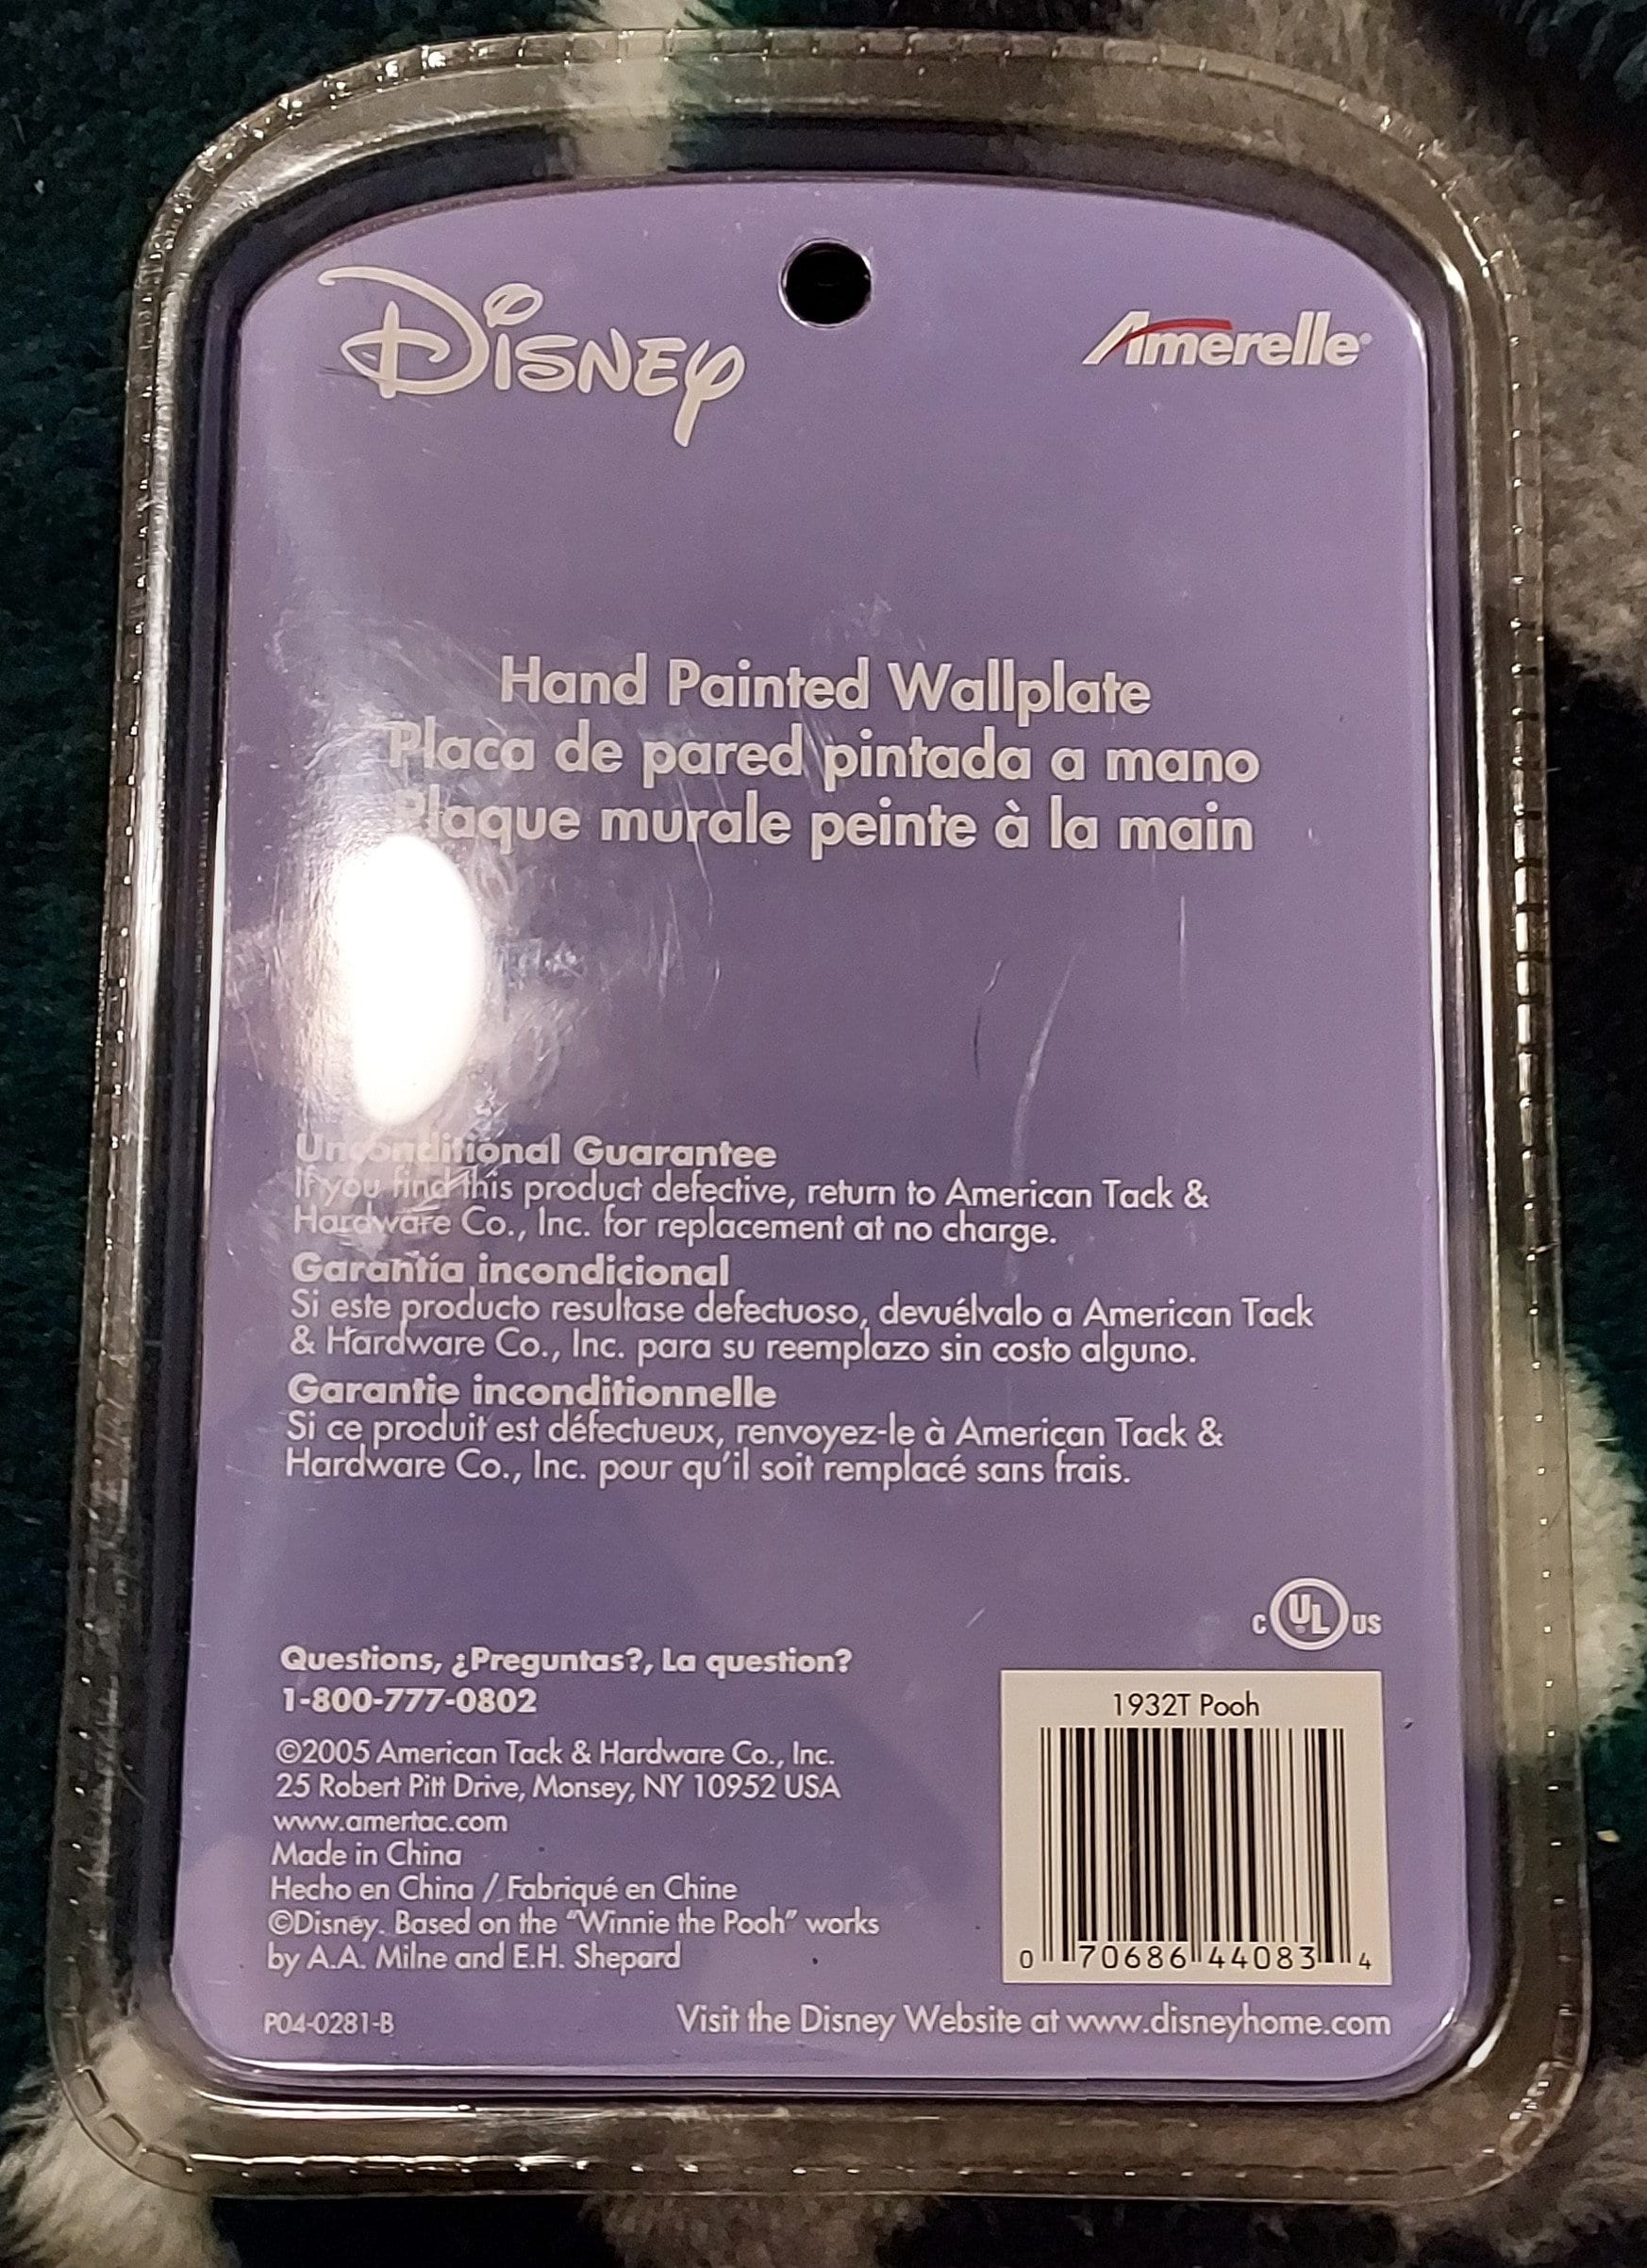 Disney
Amerelle®
Hand Painted Wallplate
Placa de pared pintada a mano
Plaque murale peinte à la main
Unconditional Guarantee
If you find this product defective, return to American Tack &
Hardware Co., Inc. for replacement at no charge.
Garantía incondicional
Si este producto resultase defectuoso, devuélvalo a American Tack
& Hardware Co., Inc. para su reemplazo sin costo alguno.
Garantie inconditionnelle
Si ce produit est défectueux, renvoyez-le à American Tack &
Hardware Co., Inc. pour qu'il soit remplacé sans frais.
C UL US
Questions, ¿Preguntas?, La question?
1-800-777-0802
©2005 American Tack & Hardware Co., Inc.
25 Robert Pitt Drive, Monsey, NY 10952 USA
www.amertac.com
Made in China
Hecho en China / Fabriqué en Chine
©Disney. Based on the "Winnie the Pooh" works
by A.A. Milne and E.H. Shepard
1932T Pooh
0 70686 44083 4
P04-0281-B
Visit the Disney Website at www.disneyhome.com